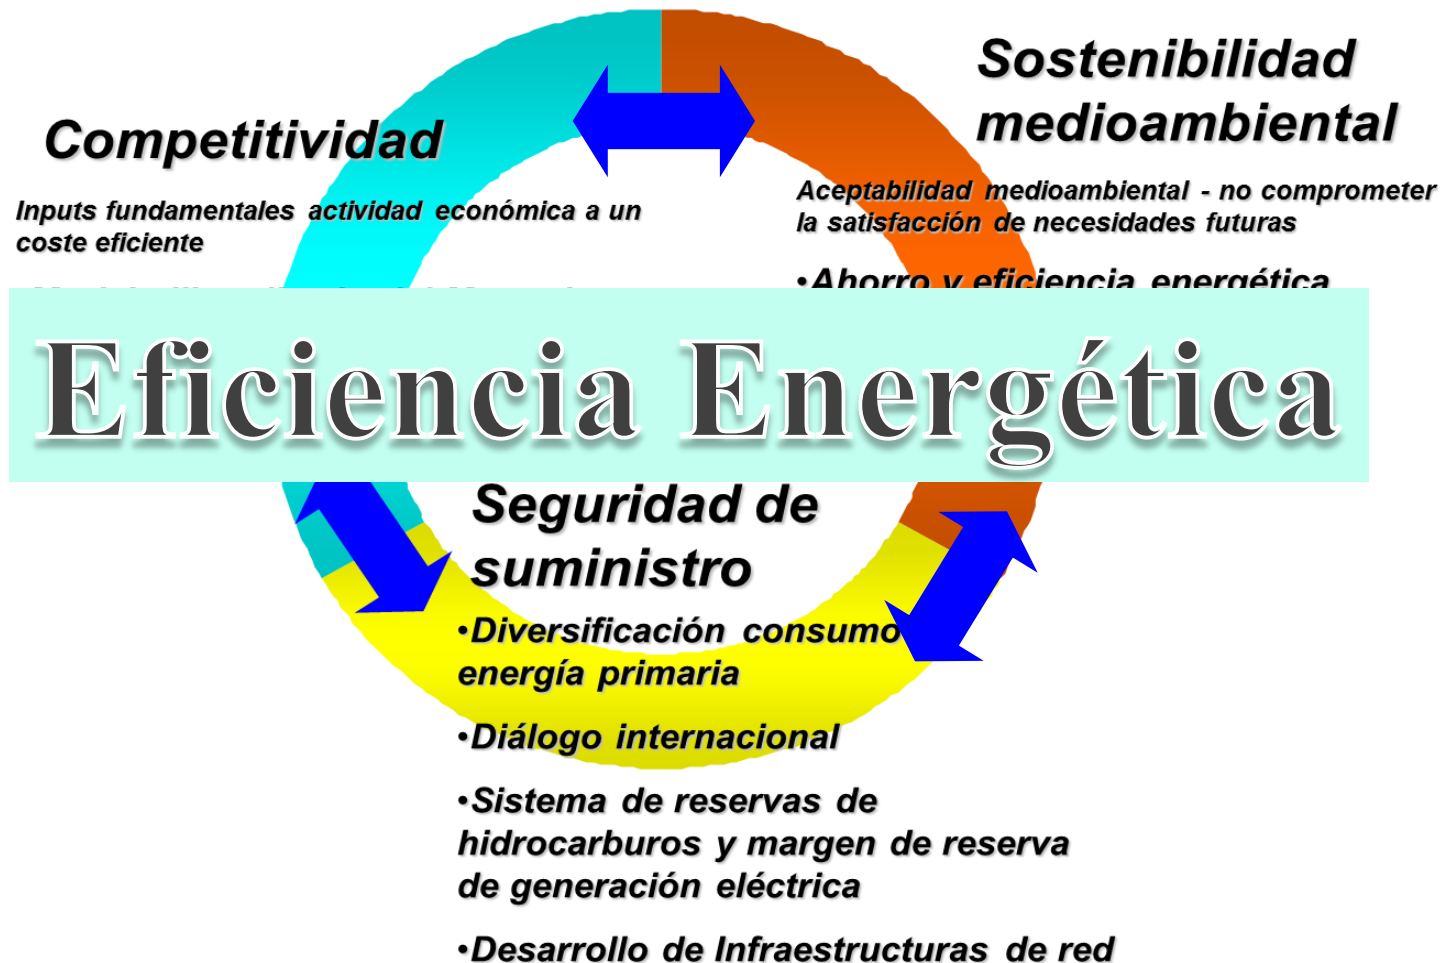 Competitividad
Inputs fundamentales actividad económica a un
coste eficiente
Sostenibilidad
medioambiental
Aceptabilidad medioambiental - no comprometer
la satisfacción de necesidades futuras
•Ahorro y eficiencia energética
Eficiencia Energética
Seguridad de
suministro
•Diversificación consumo
energía primaria
•Diálogo internacional
•Sistema de reservas de
hidrocarburos y margen de reserva
de generación eléctrica
•Desarrollo de Infraestructuras de red